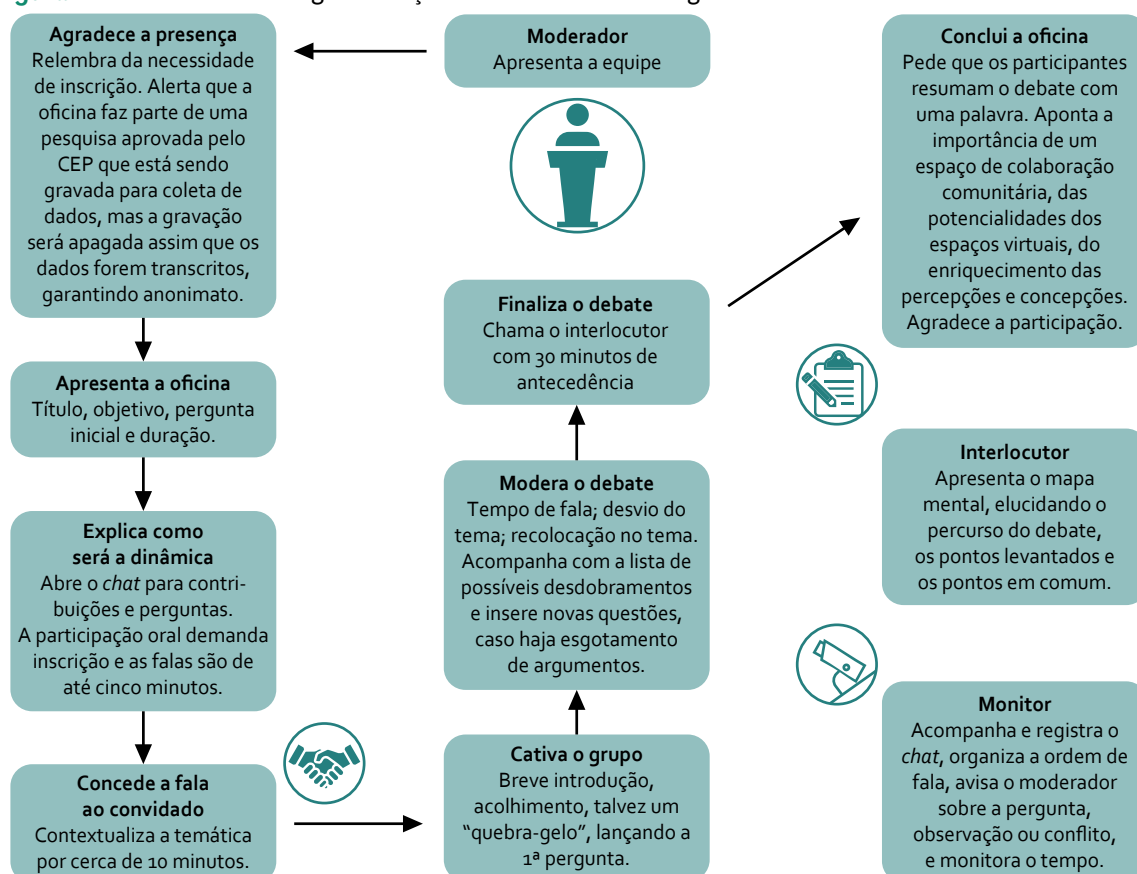 Moderador
Apresenta a equipe
Agradece a presença
Relembra da necessidade
de inscrição. Alerta que a
oficina faz parte de uma
pesquisa aprovada pelo
CEP que está sendo
gravada para coleta de
dados, mas a gravação
será apagada assim que os
dados forem transcritos,
garantindo anonimato.
Apresenta a oficina
Título, objetivo, pergunta
inicial e duração.
Explica como
será a dinâmica
Abre o chat para contri-
buições e perguntas.
A participação oral demanda
inscrição e as falas são de
até cinco minutos.
Concede a fala
ao convidado
Contextualiza a temática
por cerca de 10 minutos.
Cativa o grupo
Breve introdução,
acolhimento, talvez um
“quebra-gelo”, lançando a
1ª pergunta.
Modera o debate
Tempo de fala; desvio do
tema; recolocação no tema.
Acompanha com a lista de
possíveis desdobramentos
e insere novas questões,
caso haja esgotamento
de argumentos.
Finaliza o debate
Chama o interlocutor
com 30 minutos de
antecedência
Conclui a oficina
Pede que os participantes
resumam o debate com
uma palavra. Aponta a
importância de um
espaço de colaboração
comunitária, das
potencialidades dos
espaços virtuais, do
enriquecimento das
percepções e concepções.
Agradece a participação.
Interlocutor
Apresenta o mapa
mental, elucidando o
percurso do debate,
os pontos levantados e
os pontos em comum.
Monitor
Acompanha e registra o
chat, organiza a ordem de
fala, avisa o moderador
sobre a pergunta,
observação ou conflito,
e monitora o tempo.